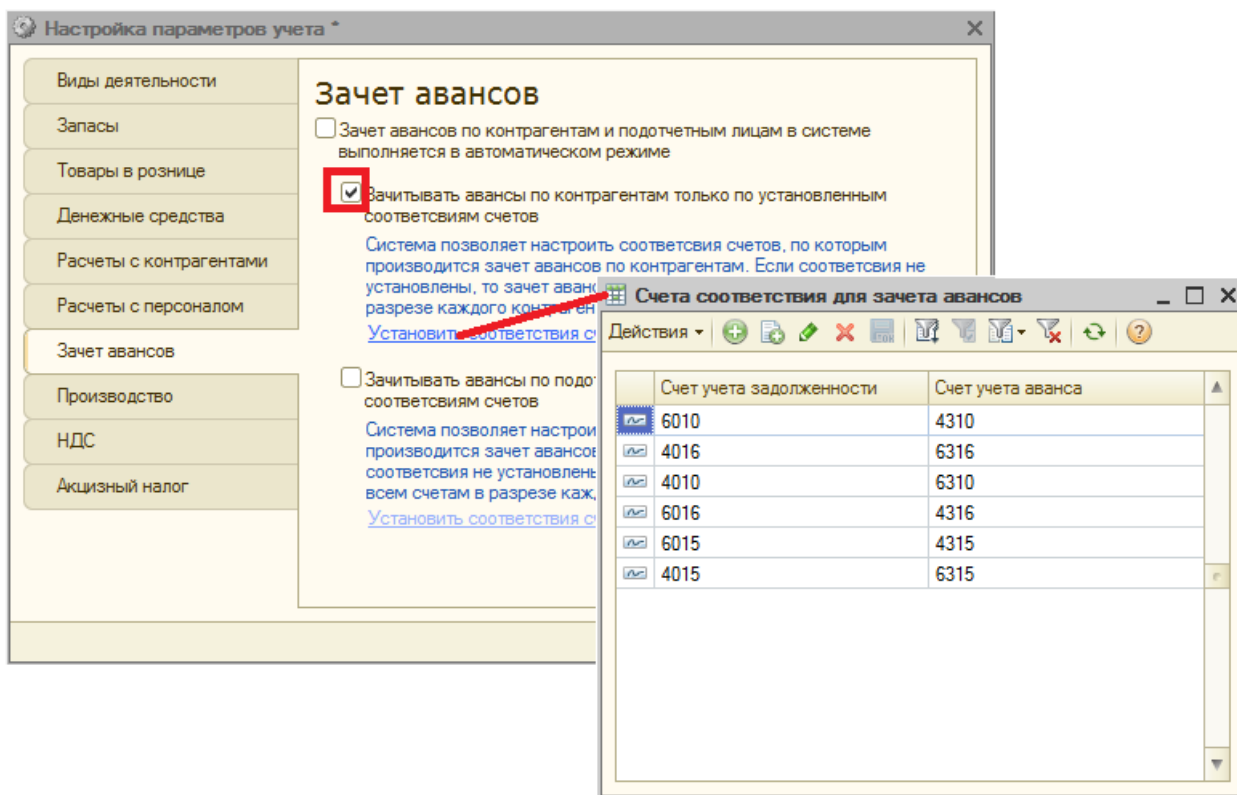 Настройка параметров учета *
Виды деятельности
Запасы
Товары в рознице
Денежные средства
Расчеты с контрагентами
Расчеты с персоналом
Зачет авансов
Производство
НДС
Акцизный налог
Зачет авансов
Зачет авансов по контрагентам и подотчетным лицам в системе
выполняется в автоматическом режиме
Зачитывать авансы по контрагентам только по установленным
соответсвиям счетов
Система позволяет настроить соответсвия счетов, по которым
производится зачет авансов по контрагентам. Если соответсвия не
установлены, то зачет аванс
разрезе каждого контрагент
Установить соответствия с
Зачитывать авансы по подо
соответсвиям счетов
Система позволяет настрои
производится зачет авансов
соответсвия не установлены
всем счетам в разрезе каж
Установить соответствия с
Счета соответствия для зачета авансов
Действия
Счет учета задолженности Счет учета аванса
6010 4310
4016 6316
4010 6310
6016 4316
6015 4315
4015 6315